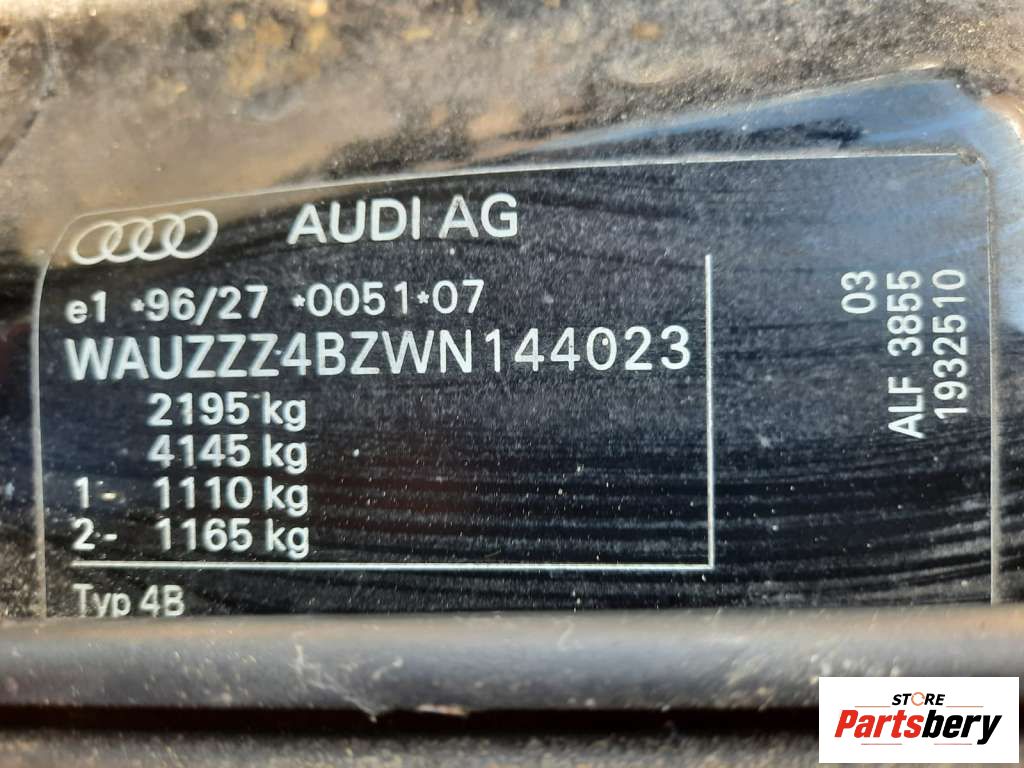 AUDI AG
e1 *96/27 *0051*07
WAUZZZ4BZWN144023
2195 kg
4145 kg
1- 1110 kg
2- 1165 kg
Typ 4B
03
ALF 3855
19325510
STORE
Partsbery